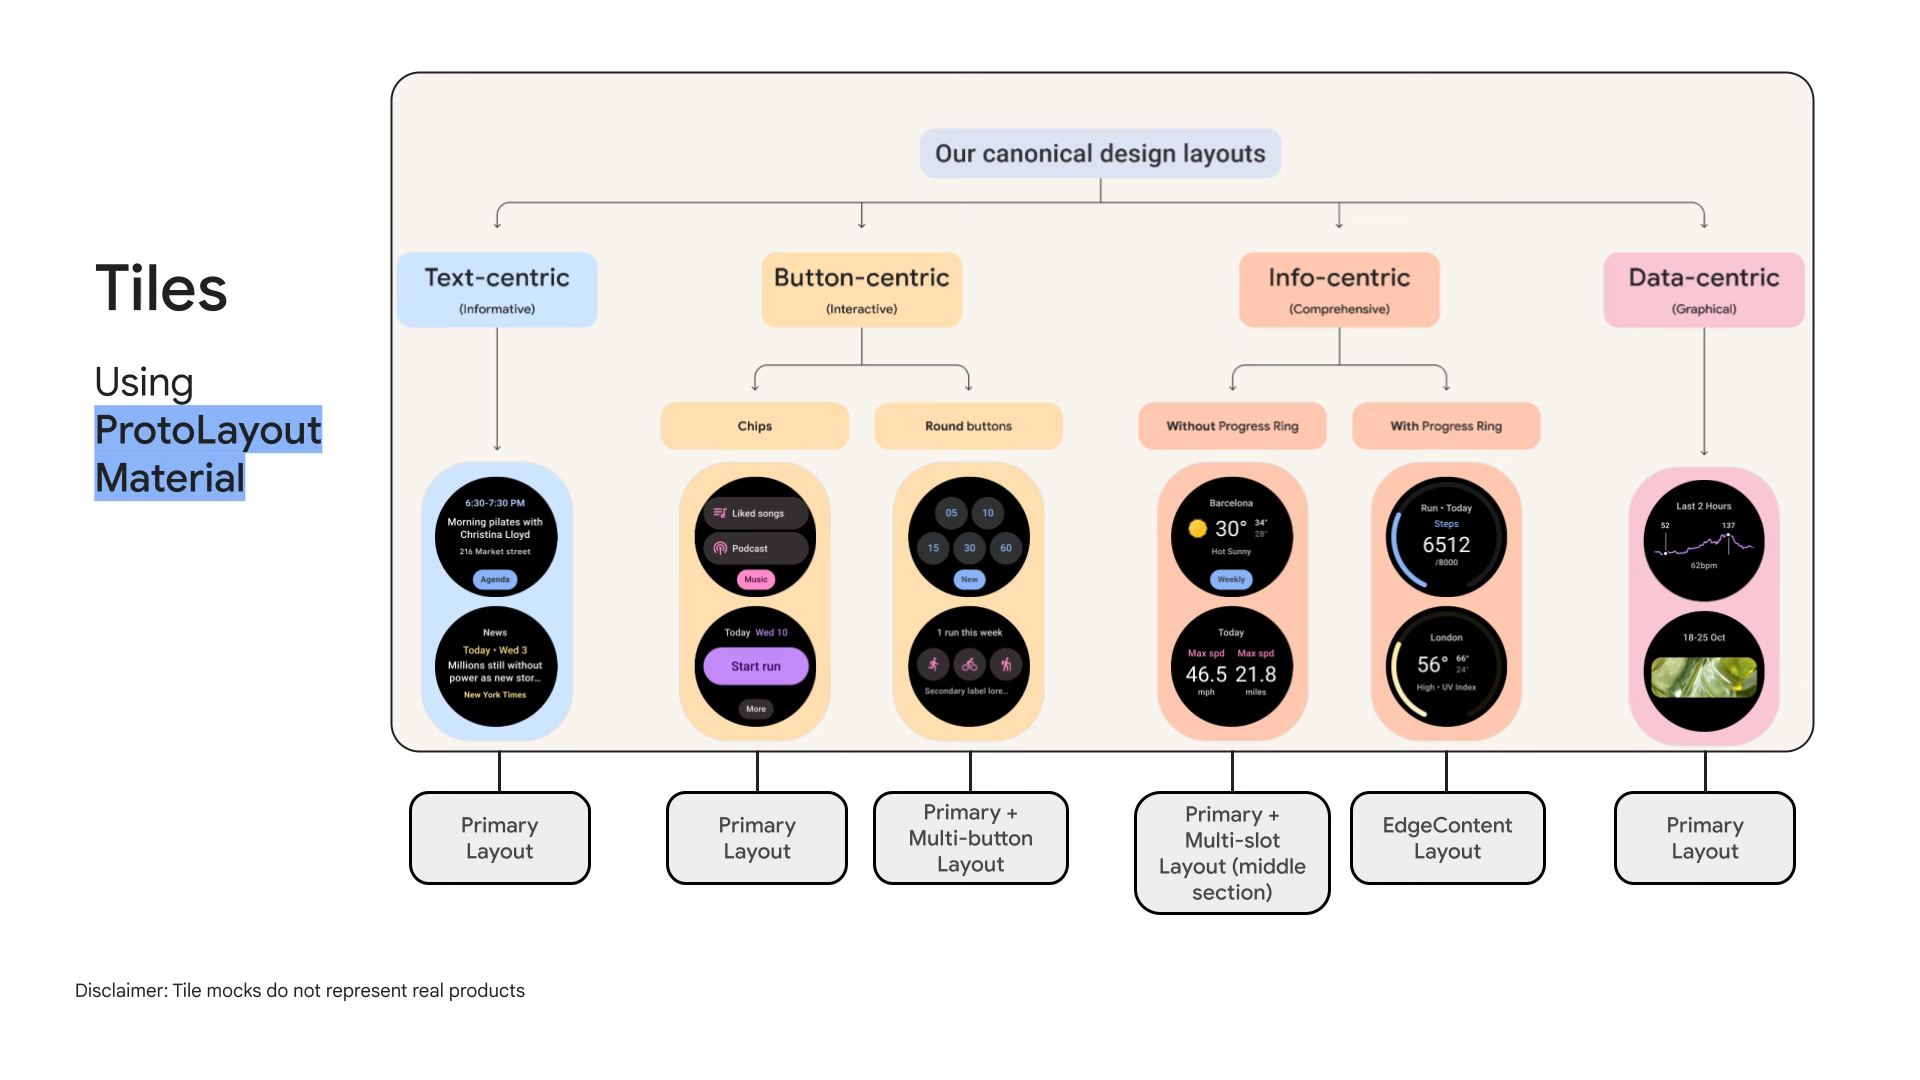 Tiles
Using
ProtoLayout
Material
Our canonical design layouts
Text-centric
(Informative)
Button-centric
(Interactive)
Info-centric
(Comprehensive)
Data-centric
(Graphical)
Chips
Round buttons
Without Progress Ring
With Progress Ring
6:30-7:30 PM
Morning pilates with
Christina Lloyd
216 Market street
Agenda
News
Today • Wed 3
Millions still without
power as new stor...
New York Times
Liked songs
Podcast
Music
Today Wed 10
Start run
More
05 10
15 30 60
New
1 run this week
Secondary label lore...
Barcelona
30° 34°
28°
Hot Sunny
Weekly
Today
Max spd Max spd
46.5 21.8
mph miles
Run • Today
Steps
6512
/8000
London
56° 66°
24°
High • UV Index
Last 2 Hours
52 137
62bpm
18-25 Oct
Primary
Layout
Primary
Layout
Primary +
Multi-button
Layout
Primary +
Multi-slot
Layout (middle
section)
EdgeContent
Layout
Primary
Layout
Disclaimer: Tile mocks do not represent real products